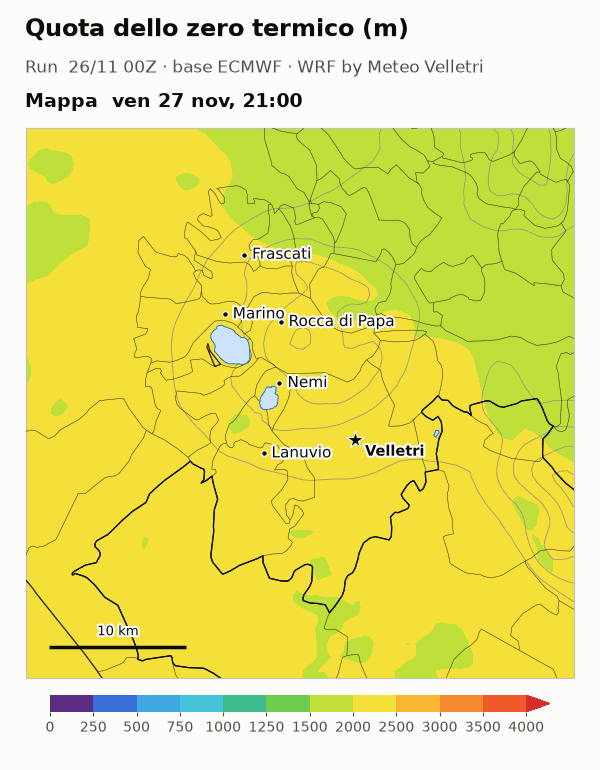 Quota dello zero termico (m)
Run  26/11 00Z · base ECMWF · WRF by Meteo Velletri
Mappa  ven 27 nov, 21:00
Frascati
Marino
Rocca di Papa
Nemi
Velletri
Lanuvio
10 km
0 250 500 750 1000 1250 1500 2000 2500 3000 3500 4000